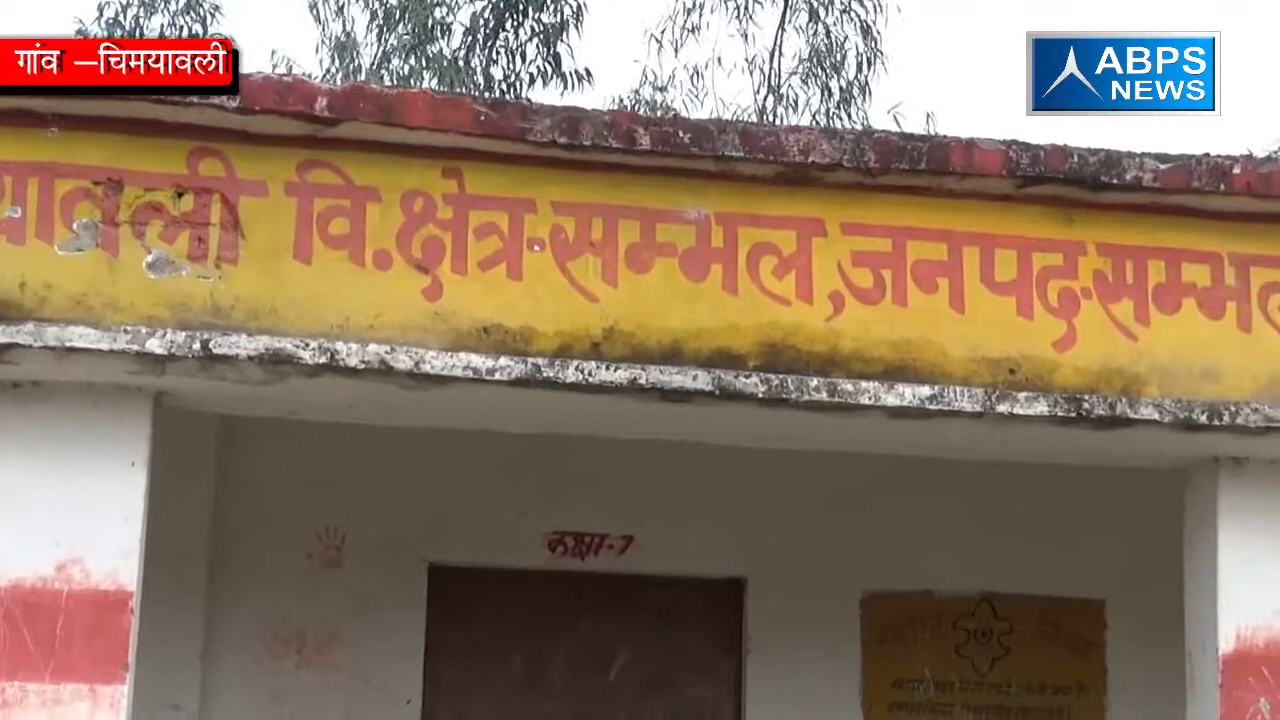 गांव –चिमयावली
ABPS
NEWS
यावली वि.क्षेत्र-सम्भल,जनपद-सम्भल
कक्षा-7